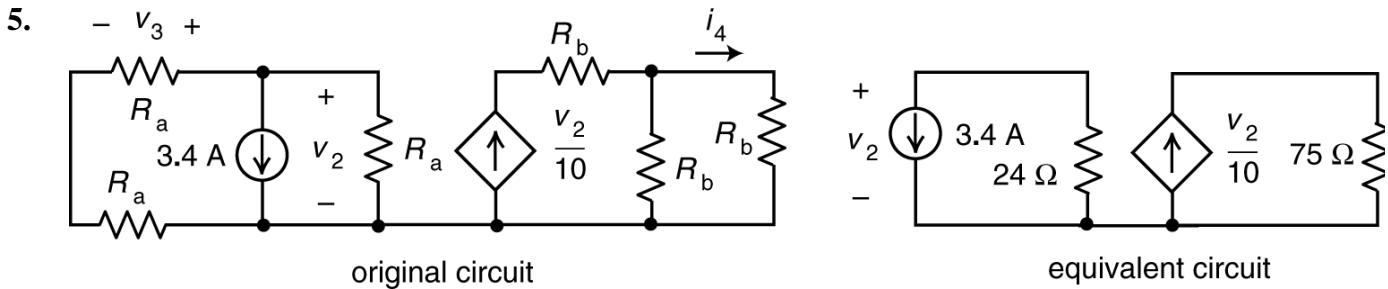 5.
− v3 +
Ra
3.4 A
Ra
+
v2
−
Ra
v2
10
Rb
i4
Rb
Rb
original circuit
+
v2
−
3.4 A
24 Ω
v2
10
75 Ω
equivalent circuit